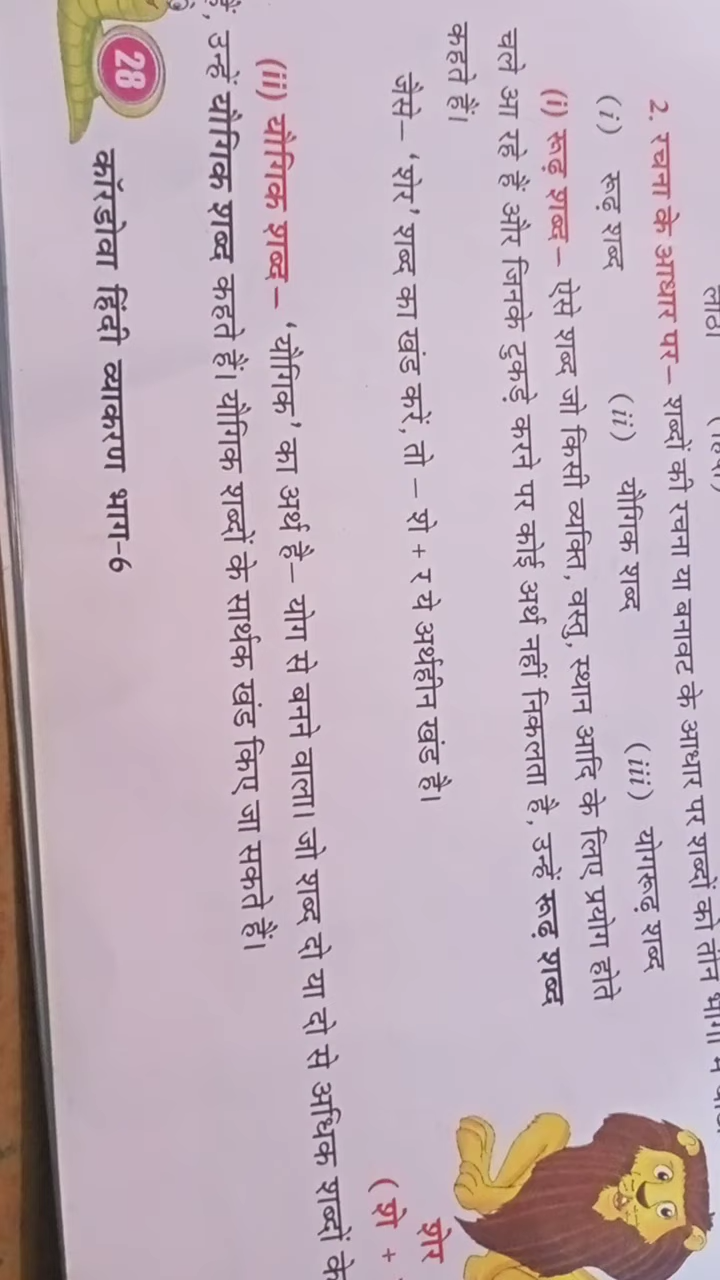 लाठी
2. रचना के आधार पर– शब्दों की रचना या बनावट के आधार पर शब्दों को तीन भागों में
(i) रूढ़ शब्द (ii) यौगिक शब्द (iii) योगरूढ़ शब्द
(i) रूढ़ शब्द – ऐसे शब्द जो किसी व्यक्ति, वस्तु, स्थान आदि के लिए प्रयोग होते
चले आ रहे हैं और जिनके टुकड़े करने पर कोई अर्थ नहीं निकलता है, उन्हें रूढ़ शब्द
कहते हैं।
जैसे– 'शेर' शब्द का खंड करें, तो – शे + र ये अर्थहीन खंड है।
शेर
(शे +
(ii) यौगिक शब्द – 'यौगिक' का अर्थ है– योग से बनने वाला। जो शब्द दो या दो से अधिक शब्दों के
हैं, उन्हें यौगिक शब्द कहते हैं। यौगिक शब्दों के सार्थक खंड किए जा सकते हैं।
28 कॉरडोवा हिंदी व्याकरण भाग-6